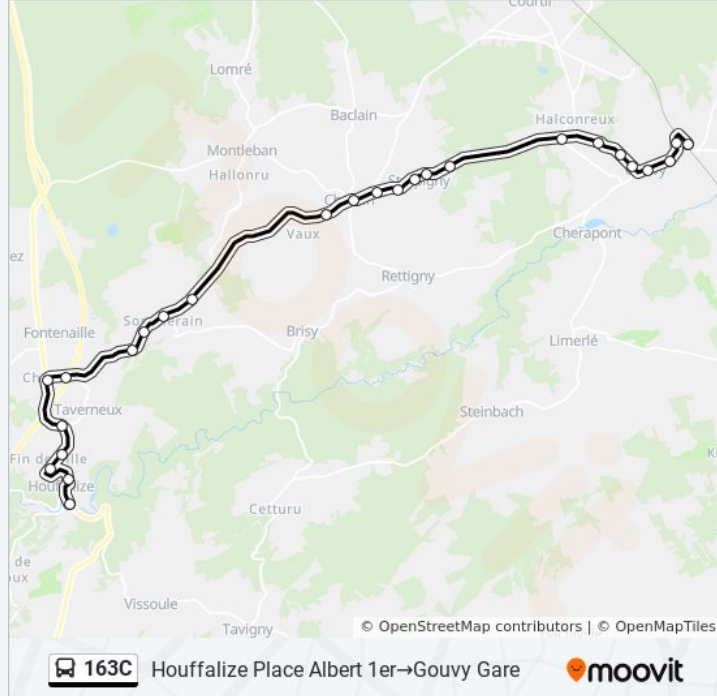 Courtil
Lomré
Baclain
Halconreux
Montleban
Hallonru
Vaux
Cherapont
ez
Rettigny
Fontenaille
Brisy
Limerlé
Taverneux
Steinbach
Cetturu
de
oux
Vissoule
Tavigny
© OpenStreetMap contributors | © OpenMapTiles
163C Houffalize Place Albert 1er→Gouvy Gare
moovit